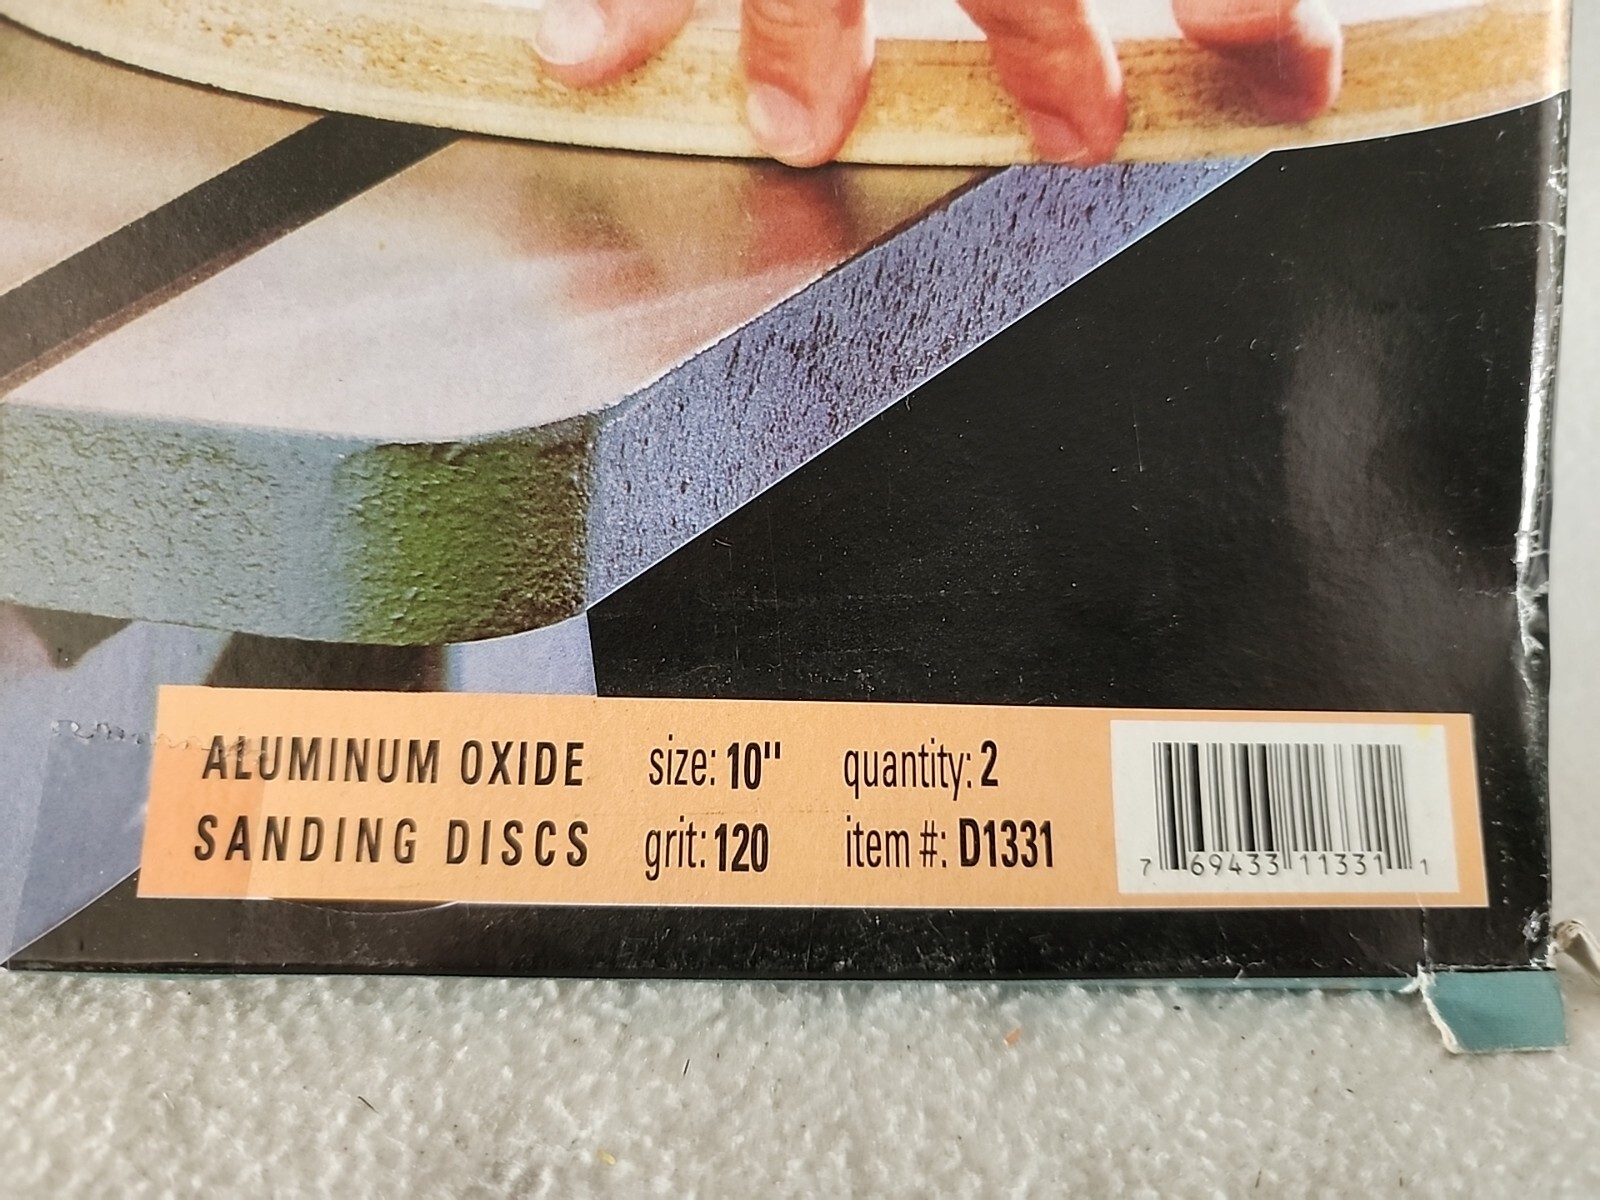 ALUMINUM OXIDE size: 10" quantity: 2
SANDING DISCS grit: 120 item #: D1331
7 69433 11331 1